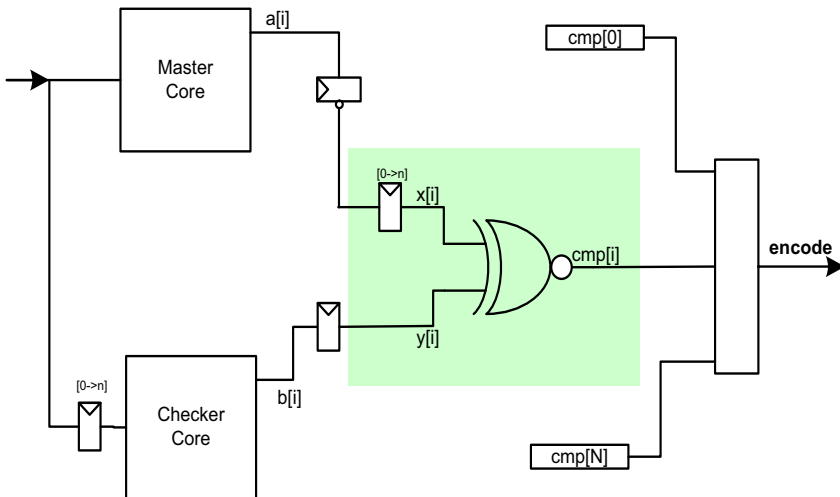 a[i]
Master
Core
cmp[0]
[0->n]
x[i]
cmp[i]
encode
y[i]
[0->n]
b[i]
Checker
Core
cmp[N]